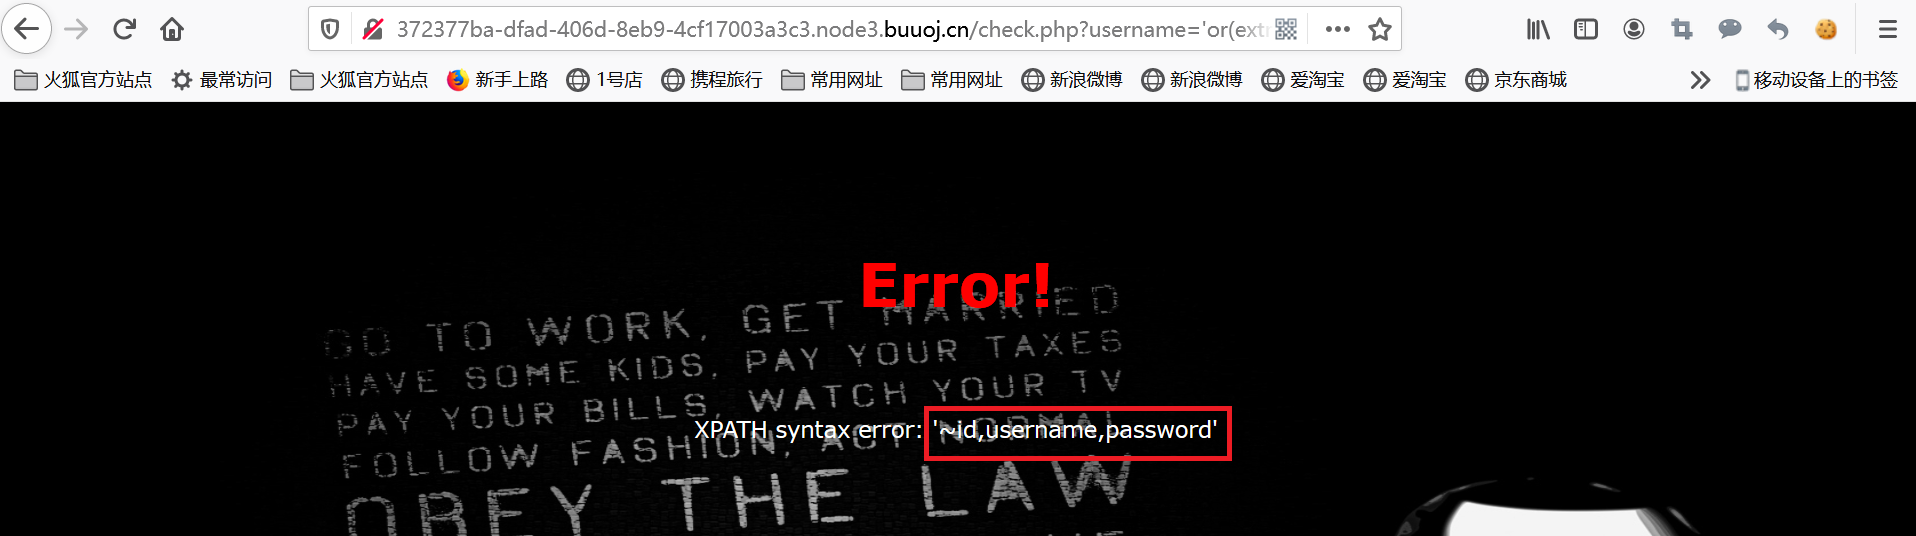 372377ba-dfad-406d-8eb9-4cf17003a3c3.node3.buuoj.cn/check.php?username='or(extr
火狐官方站点 最常访问 火狐官方站点 新手上路 1号店 携程旅行 常用网址 常用网址 新浪微博 新浪微博 爱淘宝 爱淘宝 京东商城 移动设备上的书签
Error!
GO TO WORK, GET MARRIED
HAVE SOME KIDS, PAY YOUR TAXES
PAY YOUR BILLS, WATCH YOUR TV
XPATH syntax error: '~id,username,password'
FOLLOW FASHION, ACT NORMAL
OBEY THE LAW